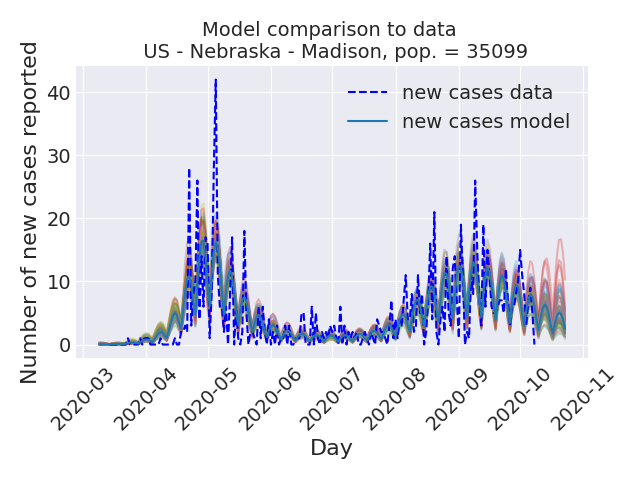 Model comparison to data
US - Nebraska - Madison, pop. = 35099
Number of new cases reported
40
30
20
10
0
new cases data
new cases model
2020-03
2020-04
2020-05
2020-06
2020-07
2020-08
2020-09
2020-10
2020-11
Day